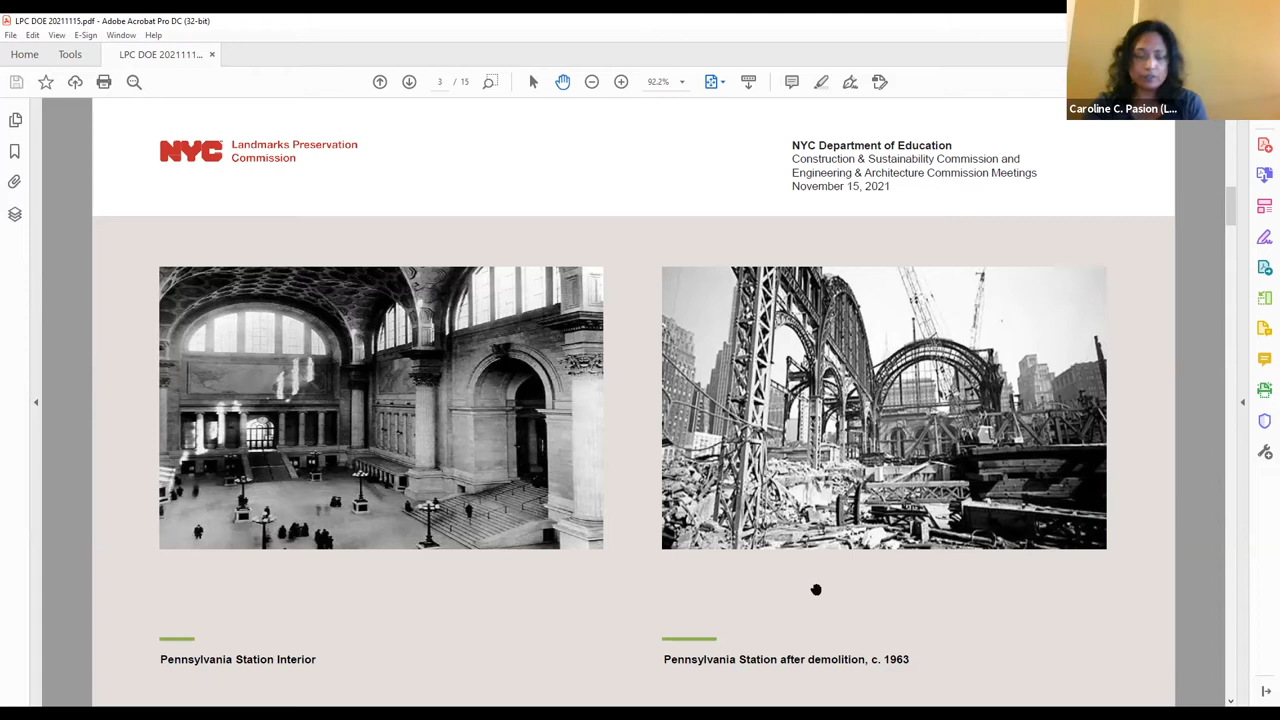 LPC DOE 20211115.pdf - Adobe Acrobat Pro DC (32-bit)
File Edit View E-Sign Window Help
Home Tools LPC DOE 2021111... ×
3 / 15 92.2%
Caroline C. Pasion (L...
NYC Landmarks Preservation
Commission
NYC Department of Education
Construction & Sustainability Commission and
Engineering & Architecture Commission Meetings
November 15, 2021
Pennsylvania Station Interior
Pennsylvania Station after demolition, c. 1963